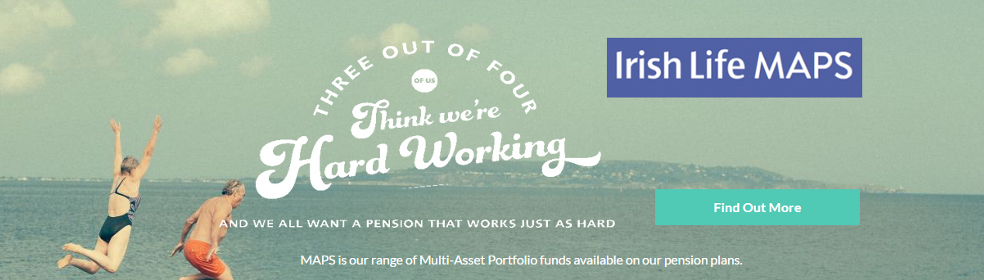 THREE OUT OF FOUR
OF US
Think we're
Hard Working
AND WE ALL WANT A PENSION THAT WORKS JUST AS HARD
Irish Life MAPS
Find Out More
MAPS is our range of Multi-Asset Portfolio funds available on our pension plans.